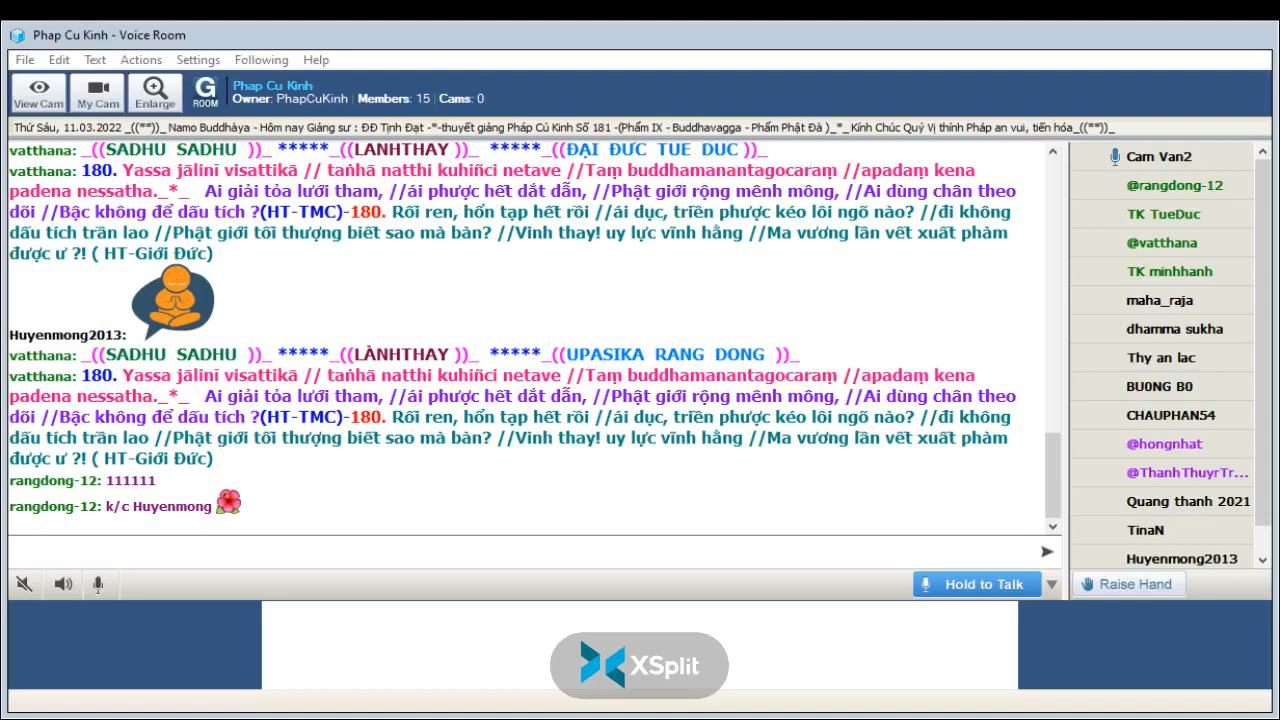 Phap Cu Kinh - Voice Room
File Edit Text Actions Settings Following Help
View Cam My Cam Enlarge G ROOM
Phap Cu Kinh
Owner: PhapCuKinh | Members: 15 | Cams: 0
Thứ Sáu, 11.03.2022 _((**))_ Namo Buddhàya - Hôm nay Giảng sư : ĐĐ Tịnh Đạt -*-thuyết giảng Pháp Cú Kinh Số 181 -(Phẩm IX - Buddhavagga - Phẩm Phật Đà )_*_ Kính Chúc Quý Vị thính Pháp an vui, tiến hóa_((**))_
vatthana: _((SADHU SADHU ))_ *****_((LANHTHAY ))_ *****_((ĐẠI ĐƯC TUE DUC ))_
vatthana: 180. Yassa jālinī visattikā // taṅhā natthi kuhiñci netave //Taṃ buddhamanantagocaraṃ //apadaṃ kena
padena nessatha._*_ Ai giải tỏa lưới tham, //ái phược hết dắt dẫn, //Phật giới rộng mênh mông, //Ai dùng chân theo
dõi //Bậc không để dấu tích ?(HT-TMC)-180. Rối ren, hổn tạp hết rồi //ái dục, triền phược kéo lôi ngõ nào? //đi không
dấu tích trần lao //Phật giới tối thượng biết sao mà bàn? //Vinh thay! uy lực vĩnh hằng //Ma vương lần vết xuất phàm
được ư ?! ( HT-Giới Đức)
Huyenmong2013:
vatthana: _((SADHU SADHU ))_ *****_((LÀNHTHAY ))_ *****_((UPASIKA RANG DONG ))_
vatthana: 180. Yassa jālinī visattikā // taṅhā natthi kuhiñci netave //Taṃ buddhamanantagocaraṃ //apadaṃ kena
padena nessatha._*_ Ai giải tỏa lưới tham, //ái phược hết dắt dẫn, //Phật giới rộng mênh mông, //Ai dùng chân theo
dõi //Bậc không để dấu tích ?(HT-TMC)-180. Rối ren, hổn tạp hết rồi //ái dục, triền phược kéo lôi ngõ nào? //đi không
dấu tích trần lao //Phật giới tối thượng biết sao mà bàn? //Vinh thay! uy lực vĩnh hằng //Ma vương lần vết xuất phàm
được ư ?! ( HT-Giới Đức)
rangdong-12: 111111
rangdong-12: k/c Huyenmong
Cam Van2
@rangdong-12
TK TueDuc
@vatthana
TK minhhanh
maha_raja
dhamma sukha
Thy an lac
BU0NG B0
CHAUPHAN54
@hongnhat
@ThanhThuyrTr...
Quang thanh 2021
TinaN
Huyenmong2013
Hold to Talk
Raise Hand
XSplit